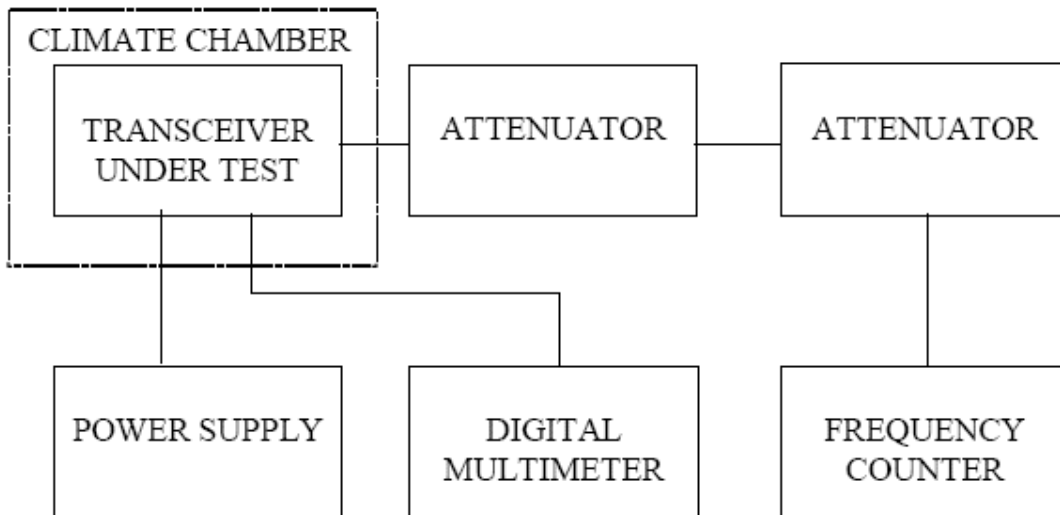 CLIMATE CHAMBER
TRANSCEIVER
UNDER TEST
ATTENUATOR
ATTENUATOR
POWER SUPPLY
DIGITAL
MULTIMETER
FREQUENCY
COUNTER